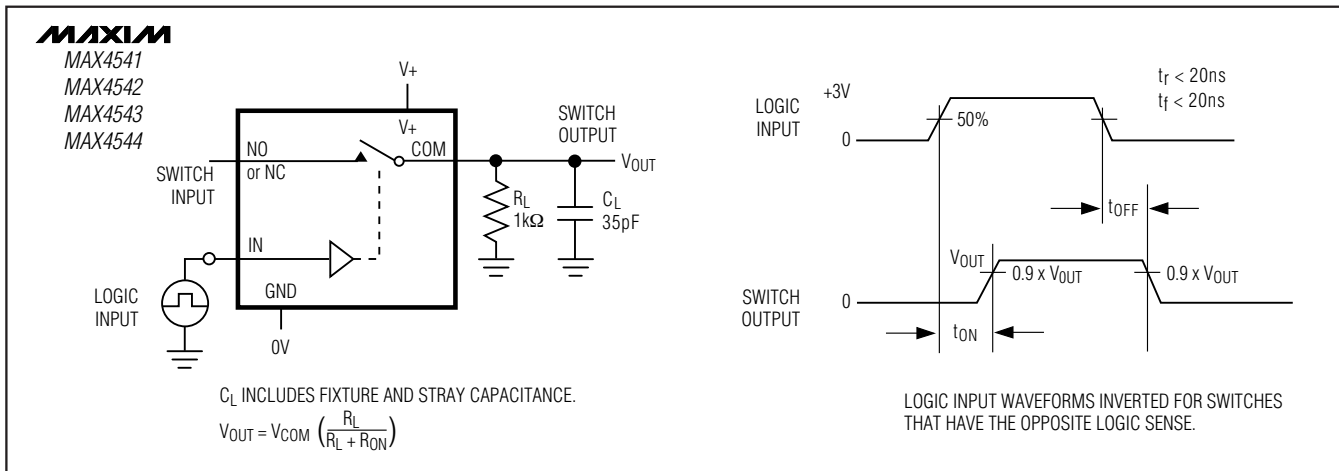 MAXIM
MAX4541
MAX4542
MAX4543
MAX4544
V+
V+
NO
or NC
COM
SWITCH
INPUT
SWITCH
OUTPUT
VOUT
RL
1kΩ
CL
35pF
IN
GND
LOGIC
INPUT
0V
CL INCLUDES FIXTURE AND STRAY CAPACITANCE.
VOUT = VCOM ( RL / RL + RON )
LOGIC
INPUT
+3V
0
50%
tr < 20ns
tf < 20ns
tOFF
VOUT
0.9 x VOUT
0.9 x VOUT
SWITCH
OUTPUT
0
tON
LOGIC INPUT WAVEFORMS INVERTED FOR SWITCHES
THAT HAVE THE OPPOSITE LOGIC SENSE.